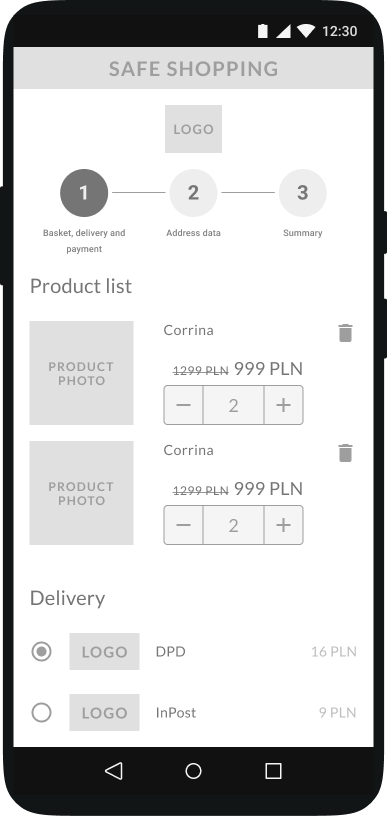 12:30
SAFE SHOPPING
LOGO
1 2 3
Basket, delivery and
payment
Address data
Summary
Product list
PRODUCT
PHOTO
Corrina
1299 PLN 999 PLN
− 2 +
PRODUCT
PHOTO
Corrina
1299 PLN 999 PLN
− 2 +
Delivery
LOGO DPD 16 PLN
LOGO InPost 9 PLN